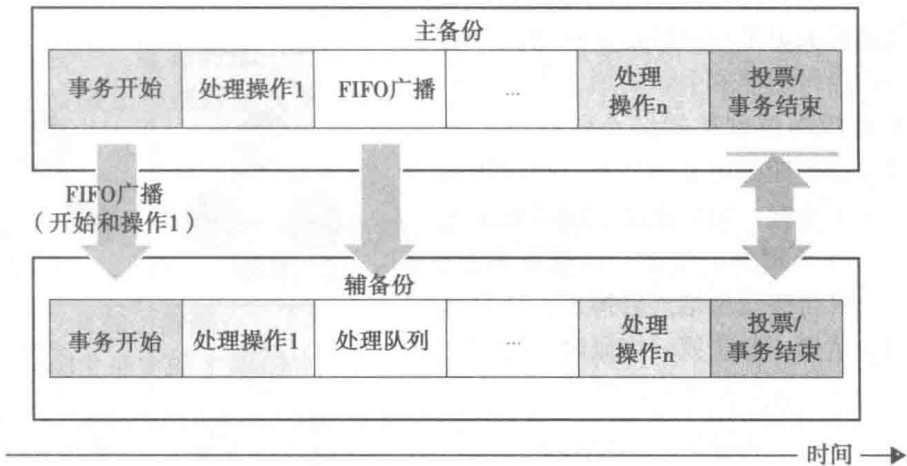 主备份
事务开始
处理操作1
FIFO广播
...
处理
操作n
投票/
事务结束
FIFO广播
(开始和操作1)
辅备份
事务开始
处理操作1
处理队列
...
处理
操作n
投票/
事务结束
时间